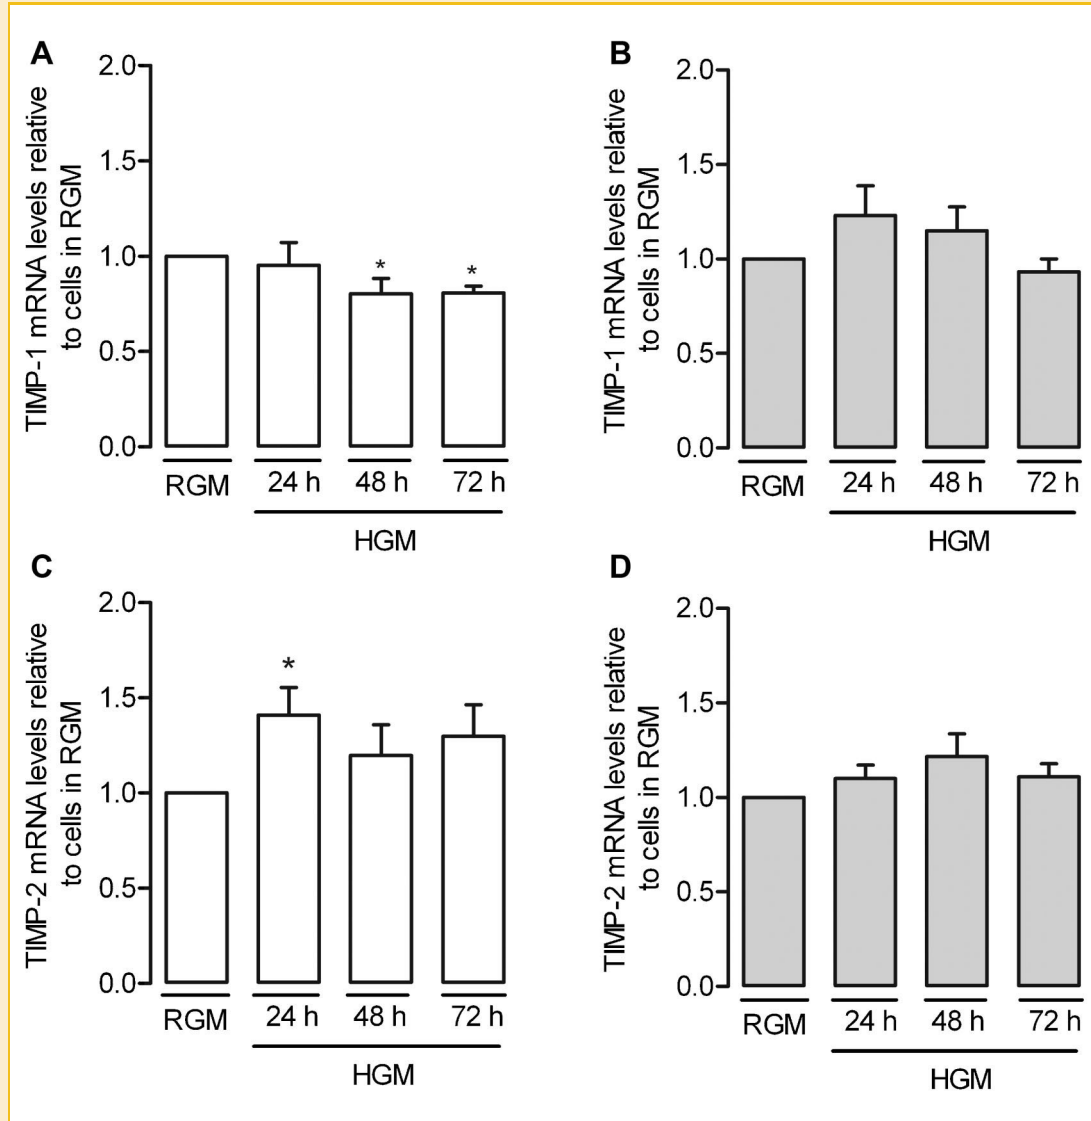 A
TIMP-1 mRNA levels relative
to cells in RGM
2.0
1.5
1.0
0.5
0.0
*
*
RGM
24 h
48 h
72 h
HGM
B
TIMP-1 mRNA levels relative
to cells in RGM
2.0
1.5
1.0
0.5
0.0
RGM
24 h
48 h
72 h
HGM
C
TIMP-2 mRNA levels relative
to cells in RGM
2.0
1.5
1.0
0.5
0.0
*
RGM
24 h
48 h
72 h
HGM
D
TIMP-2 mRNA levels relative
to cells in RGM
2.0
1.5
1.0
0.5
0.0
RGM
24 h
48 h
72 h
HGM